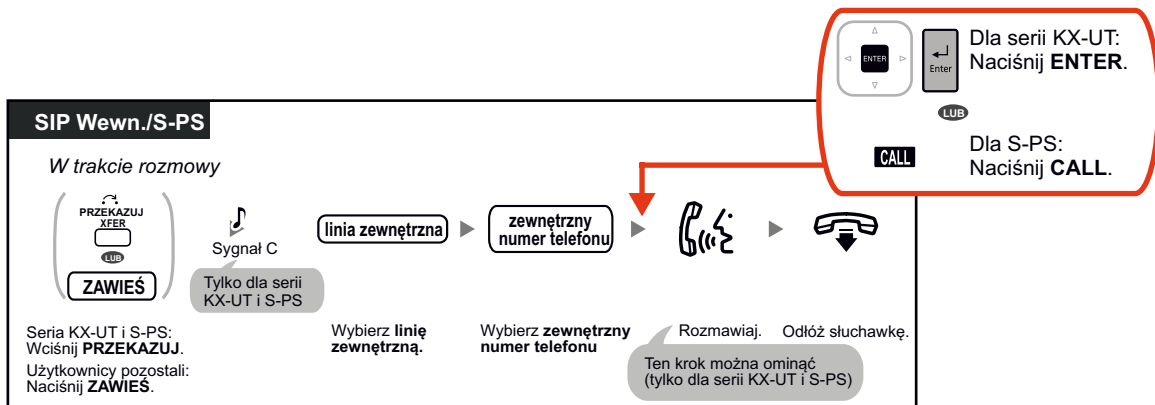 ENTER
Enter
Dla serii KX-UT:
Naciśnij ENTER.
LUB
CALL
Dla S-PS:
Naciśnij CALL.
SIP Wewn./S-PS
W trakcie rozmowy
PRZEKAZUJ
XFER
LUB
ZAWIEŚ
Seria KX-UT i S-PS:
Wciśnij PRZEKAZUJ.
Użytkownicy pozostali:
Naciśnij ZAWIEŚ.
Sygnał C
Tylko dla serii
KX-UT i S-PS
linia zewnętrzna
Wybierz linię
zewnętrzną.
zewnętrzny
numer telefonu
Wybierz zewnętrzny
numer telefonu
Rozmawiaj.
Ten krok można ominąć
(tylko dla serii KX-UT i S-PS)
Odłóż słuchawkę.